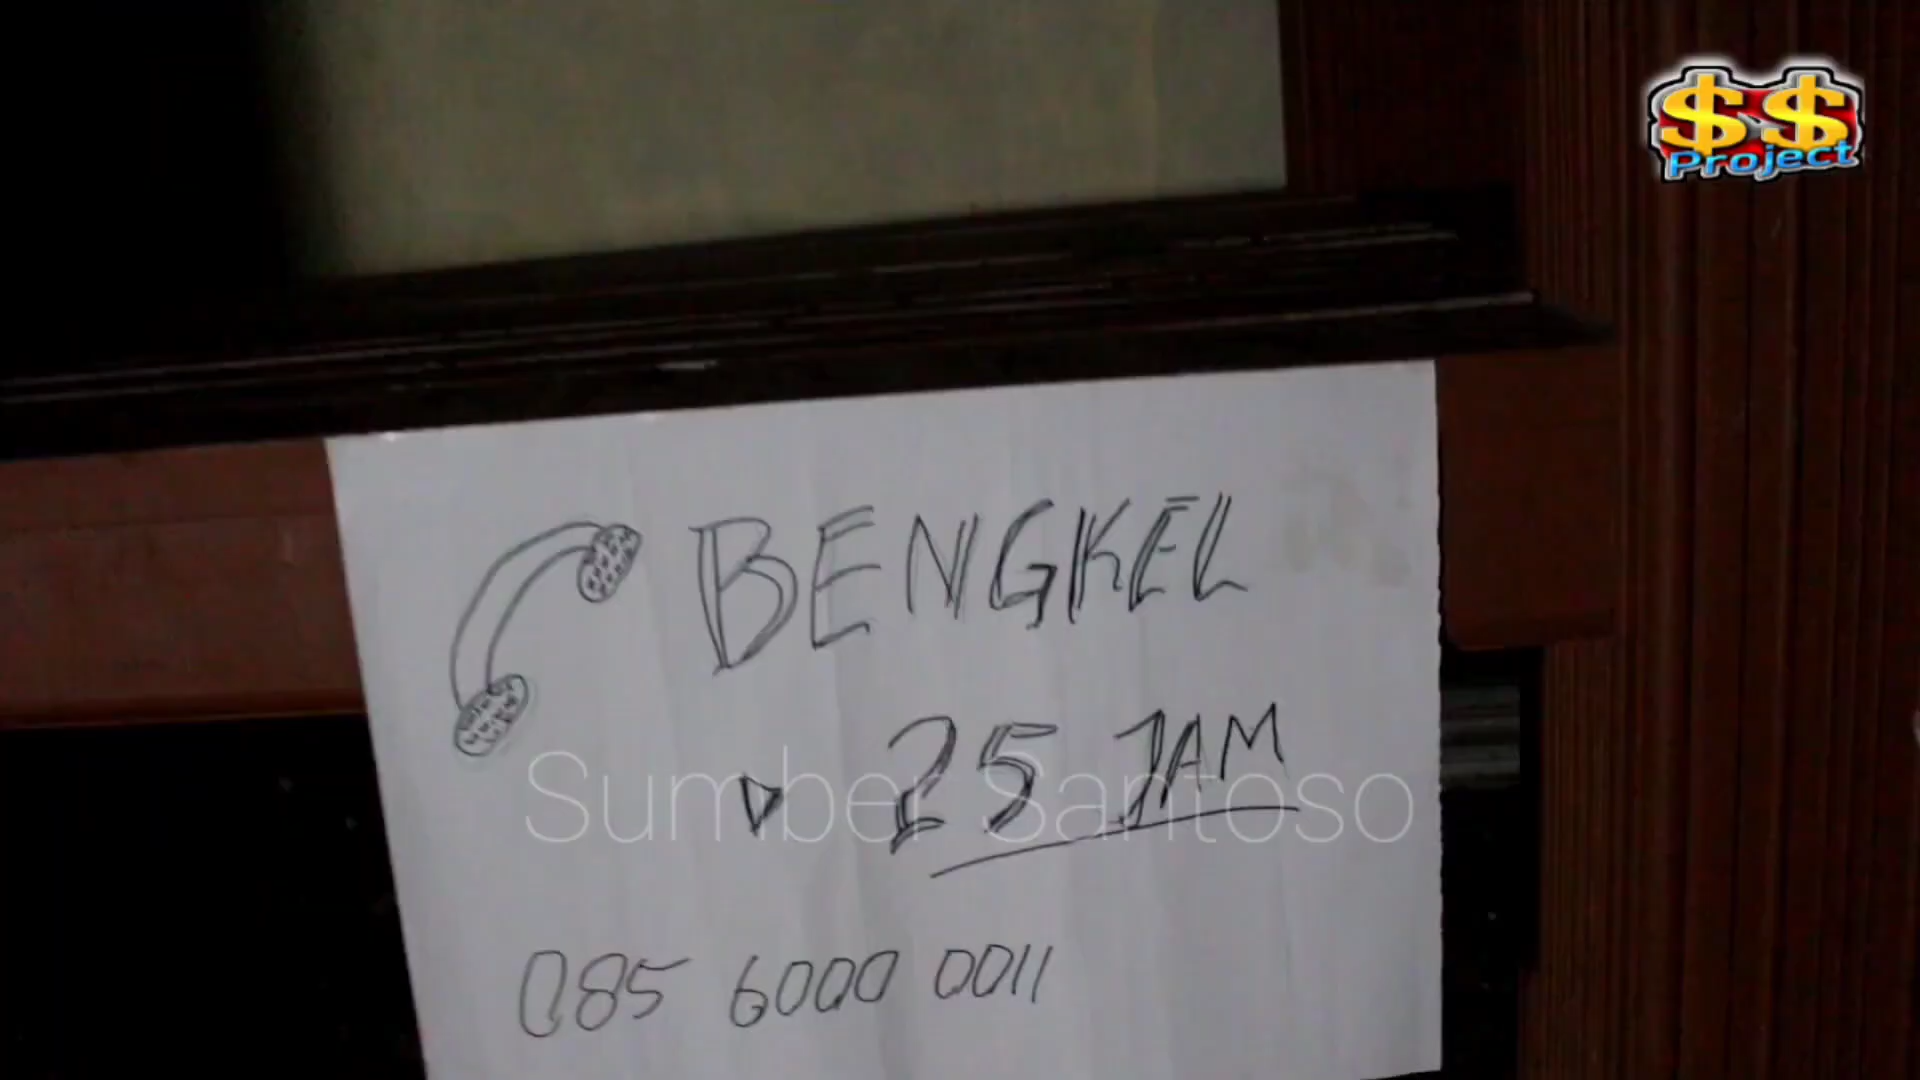 $$
Project
BENGKEL
25 JAM
Sumber Santoso
085 6000 0011